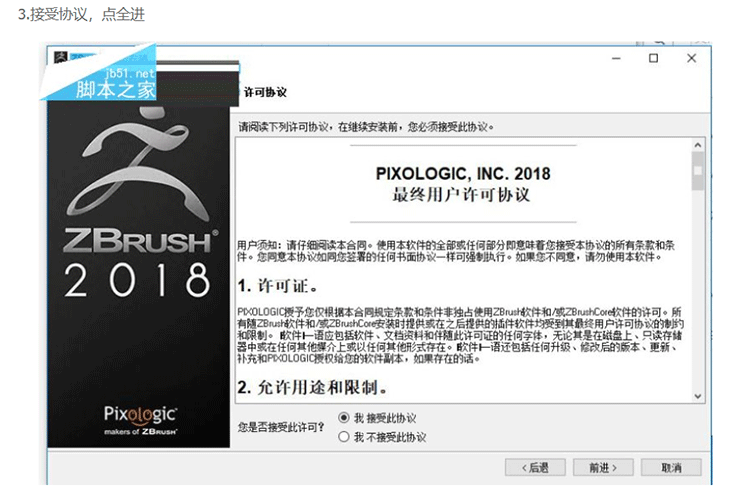 3.接受协议，点全进
jb51.net
脚本之家
许可协议
请阅读下列许可协议，在继续安装前，您必须接受此协议。
PIXOLOGIC, INC. 2018
最终用户许可协议
用户须知：请仔细阅读本合同。使用本软件的全部或任何部分即意味着您接受本协议的所有条款和条
件。您同意本协议如同您签署的任何书面协议一样可强制执行。如果您不同意，请勿使用本软件。
1. 许可证。
PIXOLOGIC授予您仅根据本合同规定条款和条件非独占使用ZBrush软件和/或ZBrushCore软件的许可。所
有随ZBrush软件和/或ZBrushCore安装时提供或在之后提供的插件软件均受到其最终用户许可协议的制约
和限制。 软件一语应包括软件、文档资料和伴随此许可证的任何字体，无论其是在磁盘上、只读存储
器中或在任何其他媒介上或以任何其他形式存在。 软件一语还包括任何升级、修改后的版本、更新、
补充和PIXOLOGIC授权给您的软件副本，如果存在的话。
2. 允许用途和限制。
ZBRUSH®
2018
Pixologic®
makers of ZBRUSH®
您是否接受此许可?
我 接受此协议
我 不接受此协议
< 后退
前进 >
取消